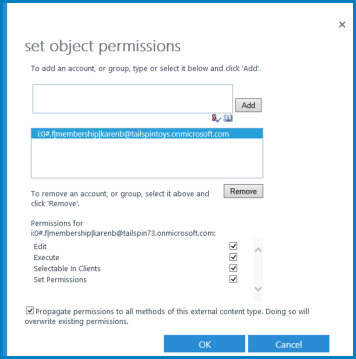 set object permissions
To add an account, or group, type or select it below and click 'Add'.
Add
i:0#.f|membership|karenb@tailspintoys.onmicrosoft.com
To remove an account, or group, select it above and
click 'Remove'.
Remove
Permissions for
i:0#.f|membership|karenb@tailspin73.onmicrosoft.com:
Edit
Execute
Selectable In Clients
Set Permissions
Propagate permissions to all methods of this external content type. Doing so will
overwrite existing permissions.
OK
Cancel